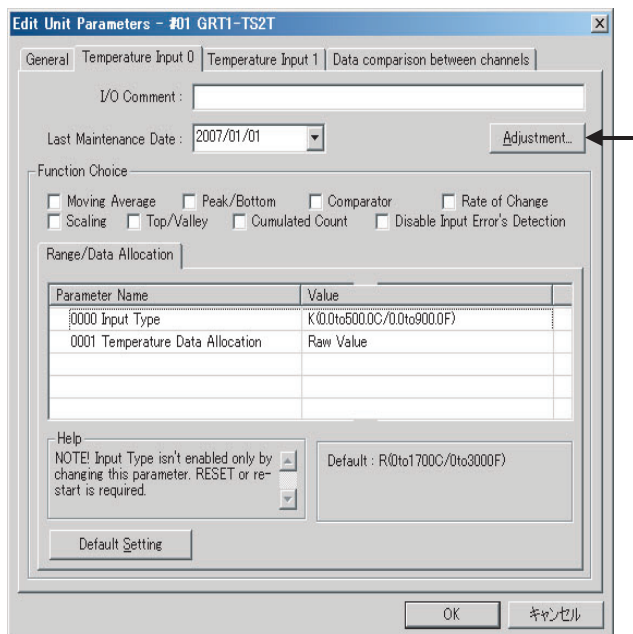 Edit Unit Parameters - #01 GRT1-TS2T
General
Temperature Input 0
Temperature Input 1
Data comparison between channels
I/O Comment :
Last Maintenance Date : 2007/01/01
Adjustment...
Function Choice
Moving Average Peak/Bottom Comparator Rate of Change
Scaling Top/Valley Cumulated Count Disable Input Error's Detection
Range/Data Allocation
Parameter Name Value
0000 Input Type K(0.0to500.0C/0.0to900.0F)
0001 Temperature Data Allocation Raw Value
Help
NOTE! Input Type isn't enabled only by
changing this parameter. RESET or re-
start is required.
Default : R(0to1700C/0to3000F)
Default Setting
OK キャンセル